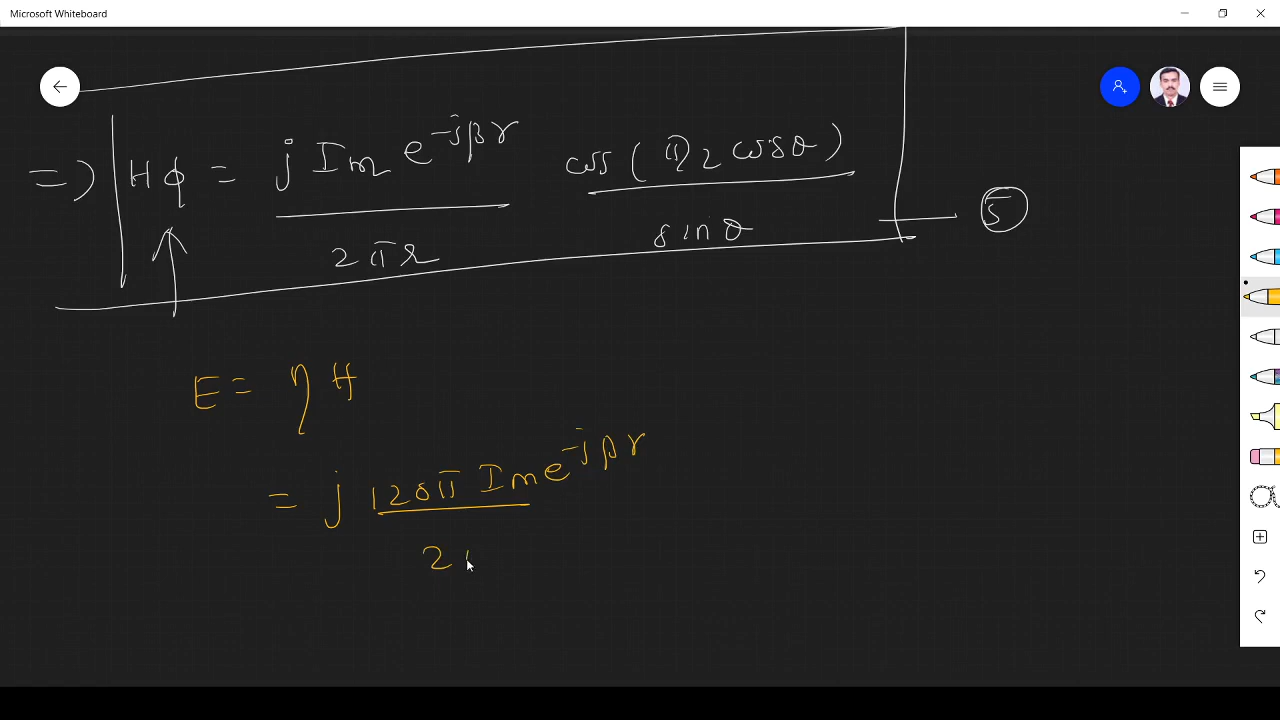 Microsoft Whiteboard
=> Hφ = j Im e^-jβr / 2πr cos(π/2 cosθ) / sinθ — 5
E = η H
= j 120π Im e^-jβr / 2